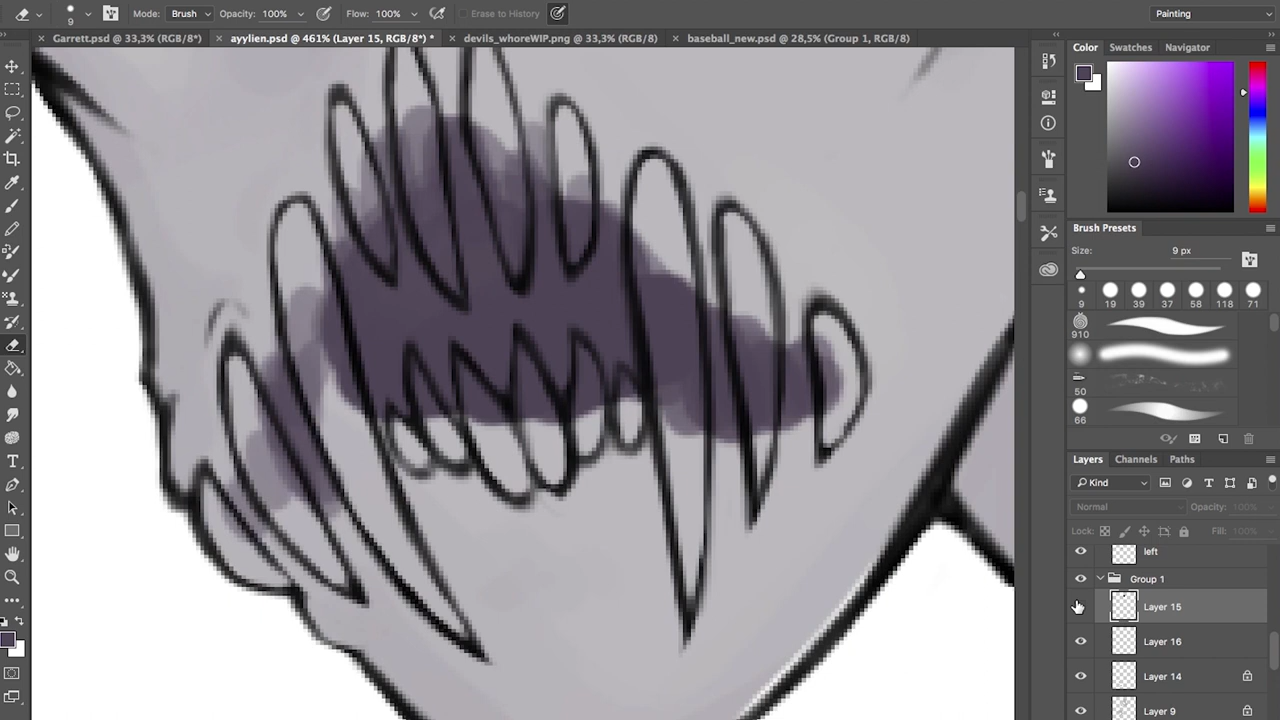 9 Mode: Brush Opacity: 100% Flow: 100% Erase to History Painting
Garrett.psd @ 33,3% (RGB/8*) ayylien.psd @ 461% (Layer 15, RGB/8*) * devils_whoreWIP.png @ 33,3% (RGB/8) baseball_new.psd @ 28,5% (Group 1, RGB/8)
Color Swatches Navigator
Brush Presets
Size: 9 px
9 19 39 37 58 118 71
910
50
66
Layers Channels Paths
Kind
Normal Opacity: 100%
Lock: Fill: 100%
left
Group 1
Layer 15
Layer 16
Layer 14
Layer 9